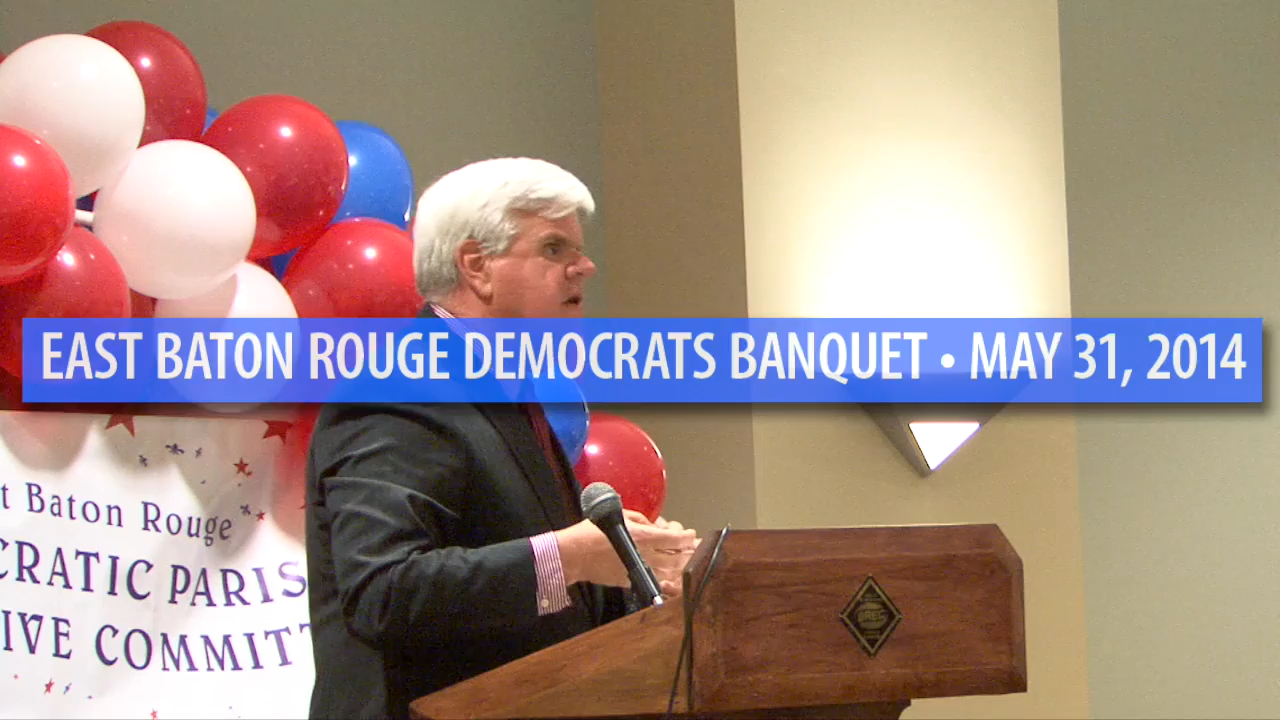 EAST BATON ROUGE DEMOCRATS BANQUET • MAY 31, 2014
t Baton Rouge
CRATIC PARIS
IVE COMMITT